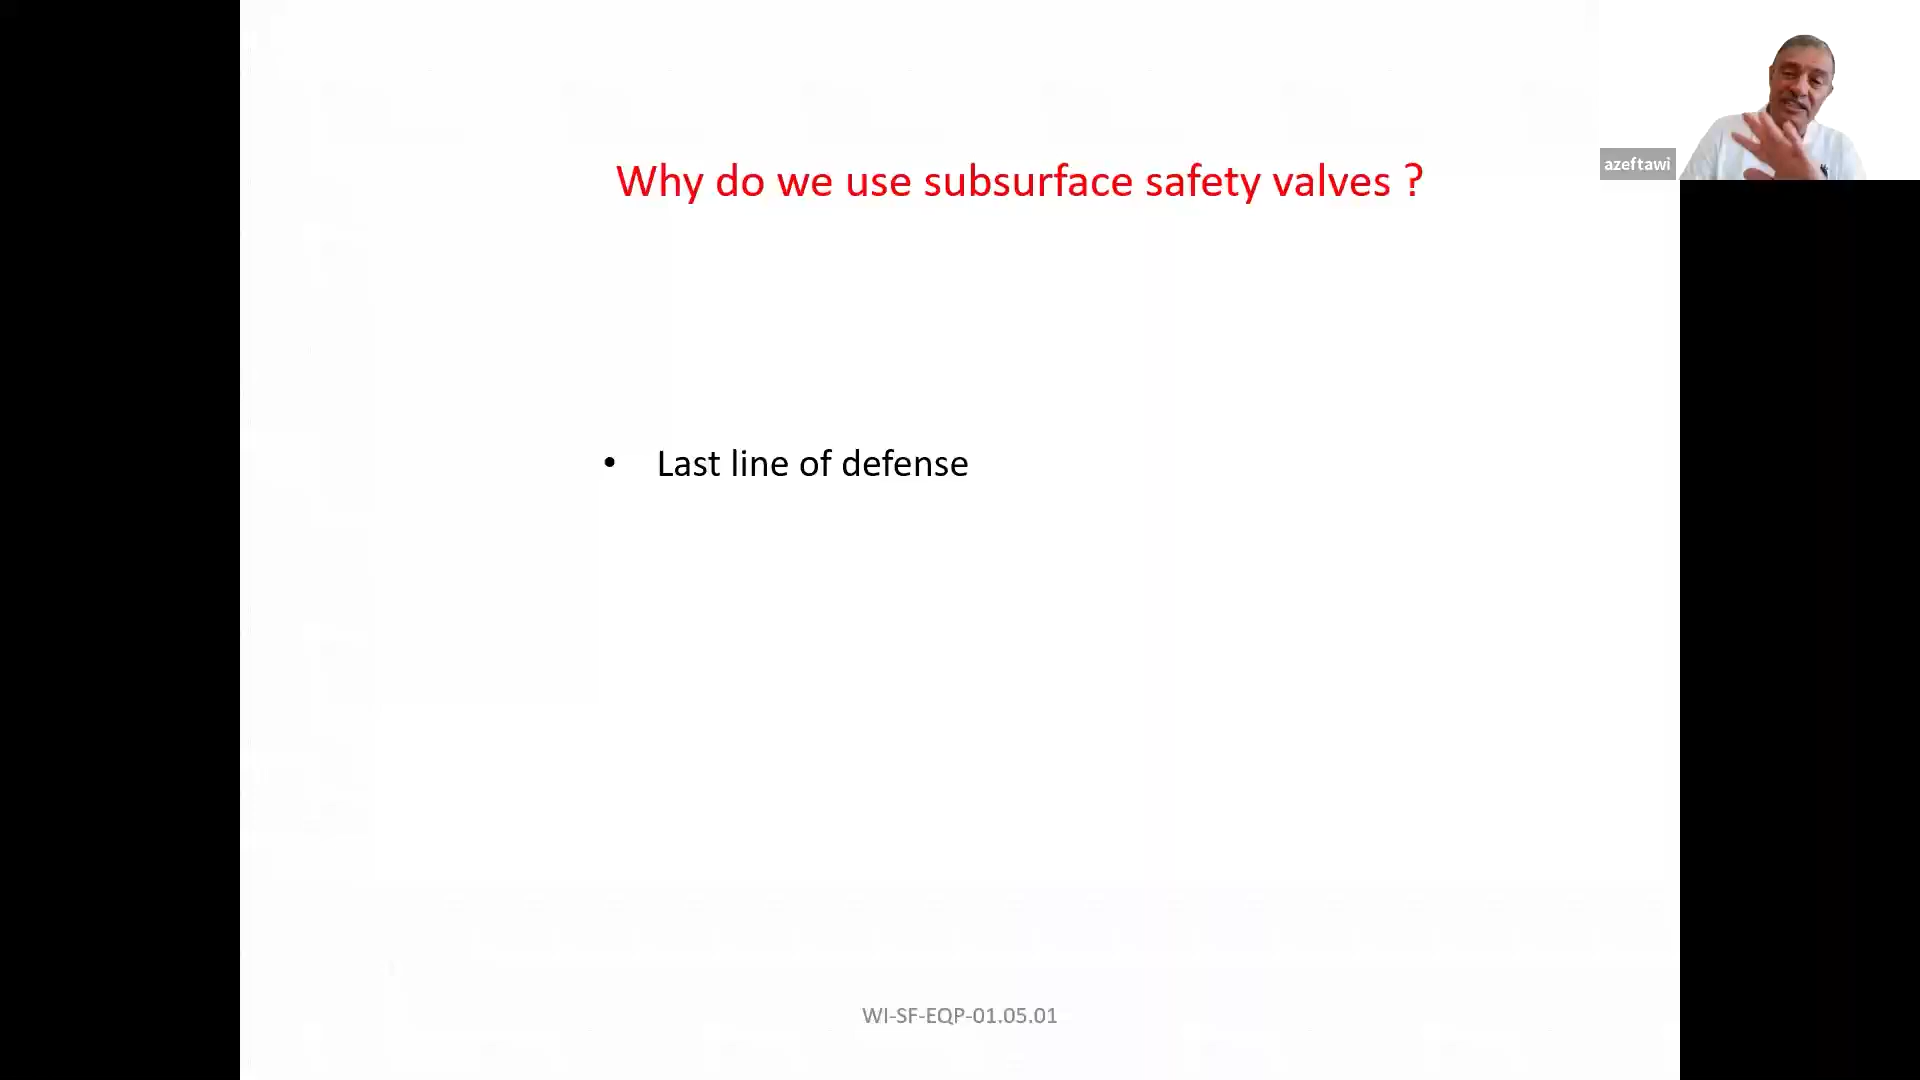 Why do we use subsurface safety valves ?
azeftawi
• Last line of defense
WI-SF-EQP-01.05.01